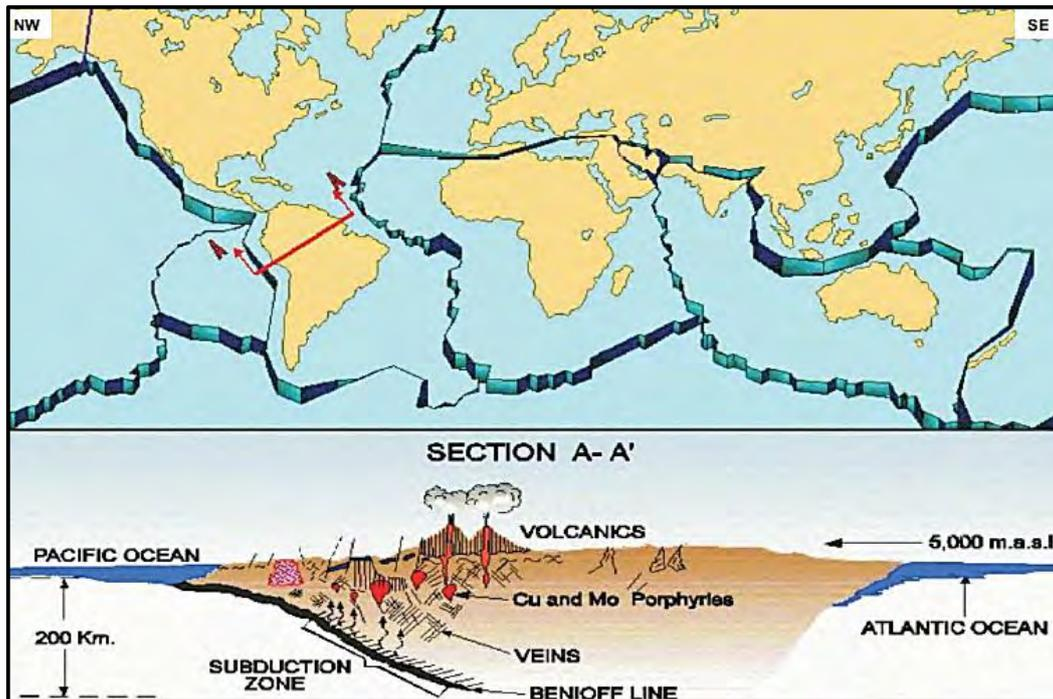 NW
SE
A
A
SECTION A- A'
VOLCANICS
PACIFIC OCEAN
5,000 m.a.s.l
Cu and Mo Porphyries
200 Km.
ATLANTIC OCEAN
VEINS
SUBDUCTION
ZONE
BENIOFF LINE